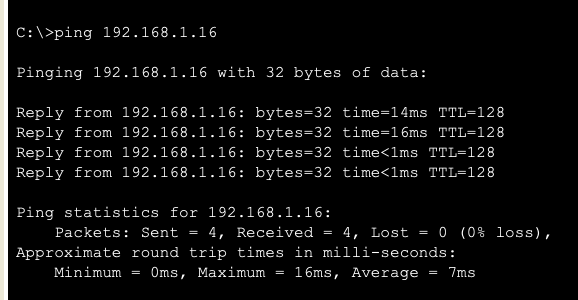 C:\>ping 192.168.1.16
Pinging 192.168.1.16 with 32 bytes of data:
Reply from 192.168.1.16: bytes=32 time=14ms TTL=128
Reply from 192.168.1.16: bytes=32 time=16ms TTL=128
Reply from 192.168.1.16: bytes=32 time<1ms TTL=128
Reply from 192.168.1.16: bytes=32 time<1ms TTL=128
Ping statistics for 192.168.1.16:
    Packets: Sent = 4, Received = 4, Lost = 0 (0% loss),
Approximate round trip times in milli-seconds:
    Minimum = 0ms, Maximum = 16ms, Average = 7ms